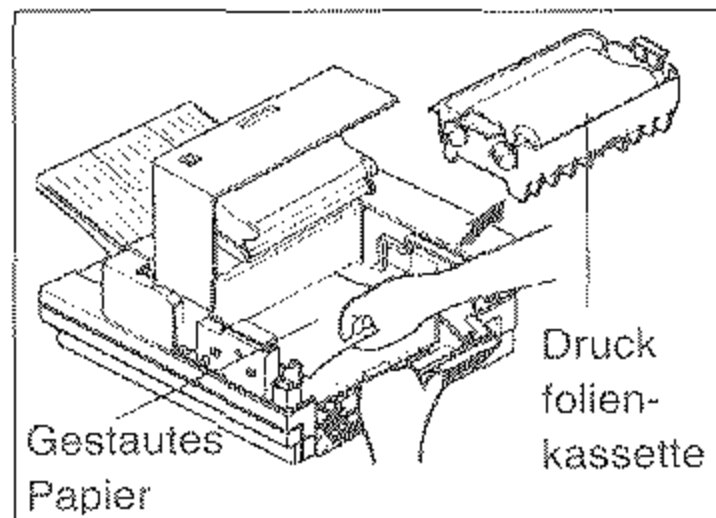 Gestautes
Papier
Druck
folien-
kassette